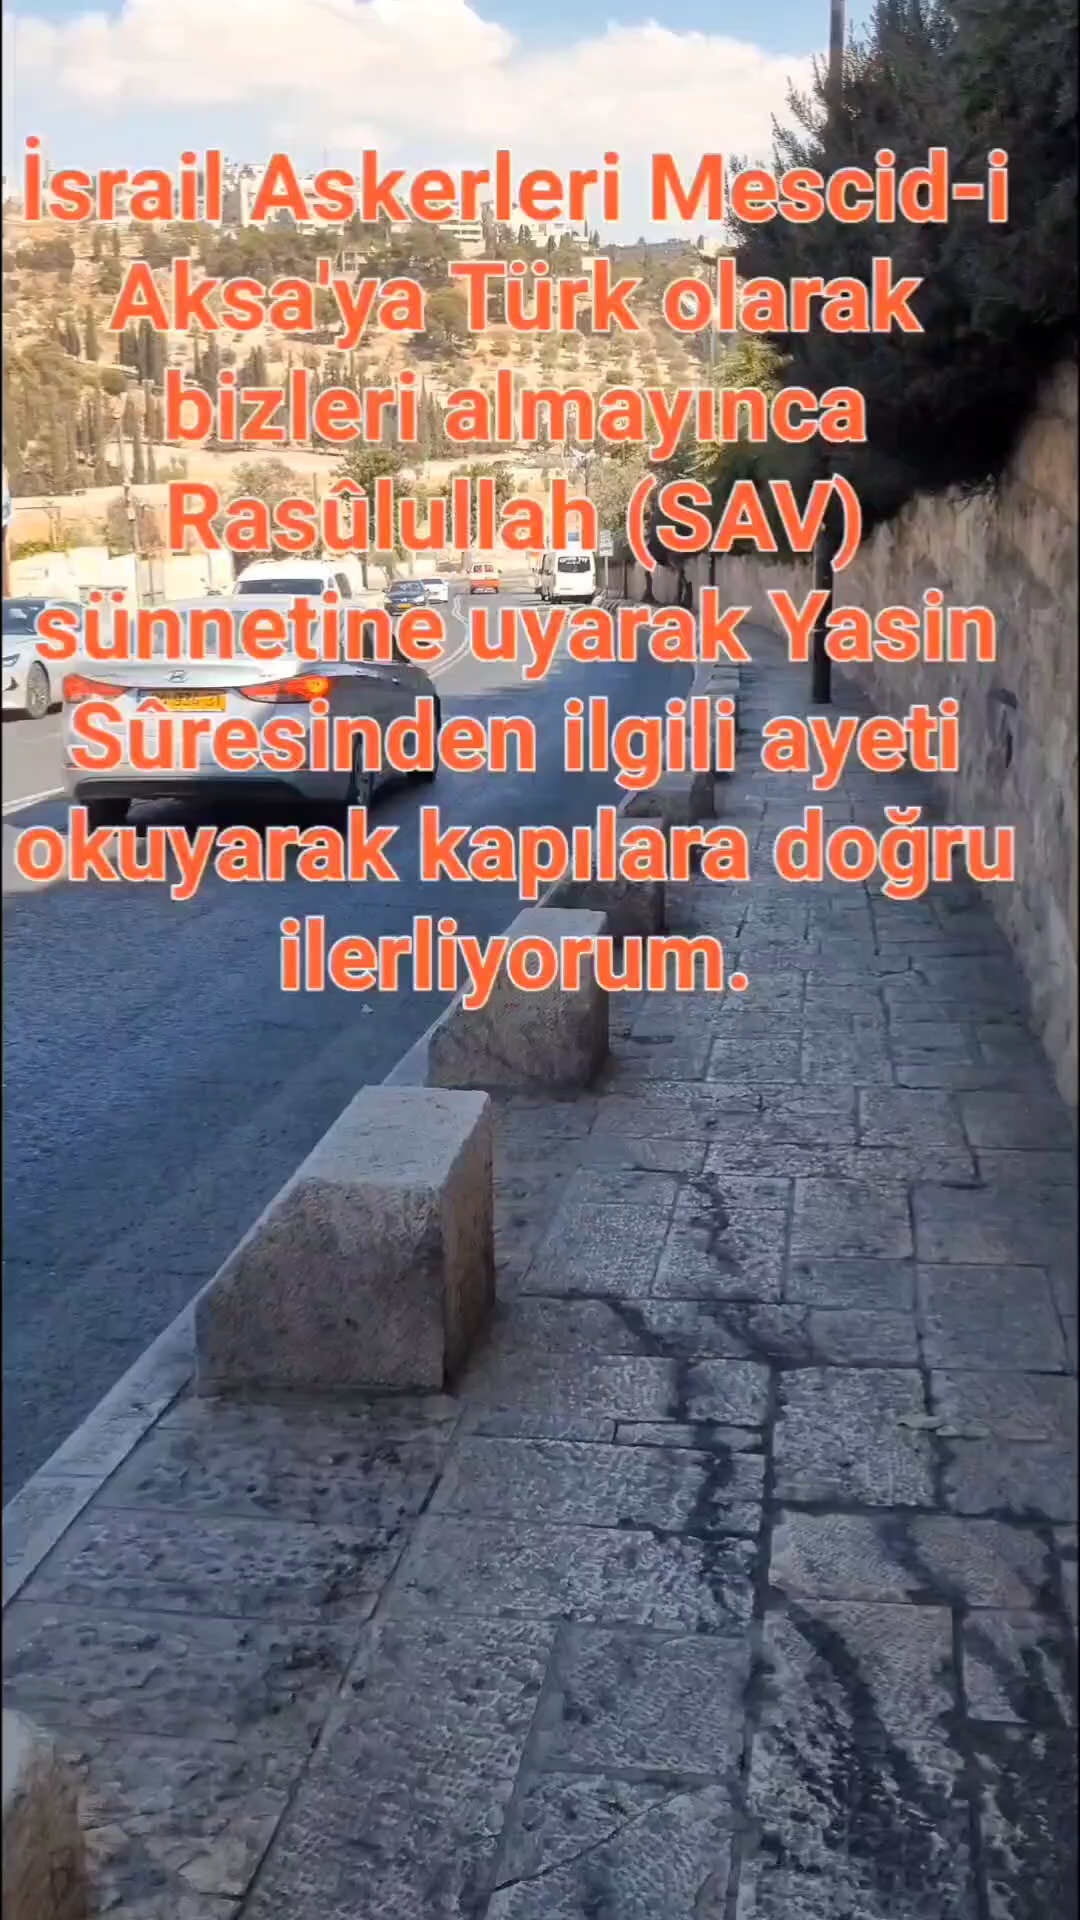 İsrail Askerleri Mescid-i
Aksa'ya Türk olarak
bizleri almayınca
Rasûlullah (SAV)
sünnetine uyarak Yasin
Sûresinden ilgili ayeti
okuyarak kapılara doğru
ilerliyorum.